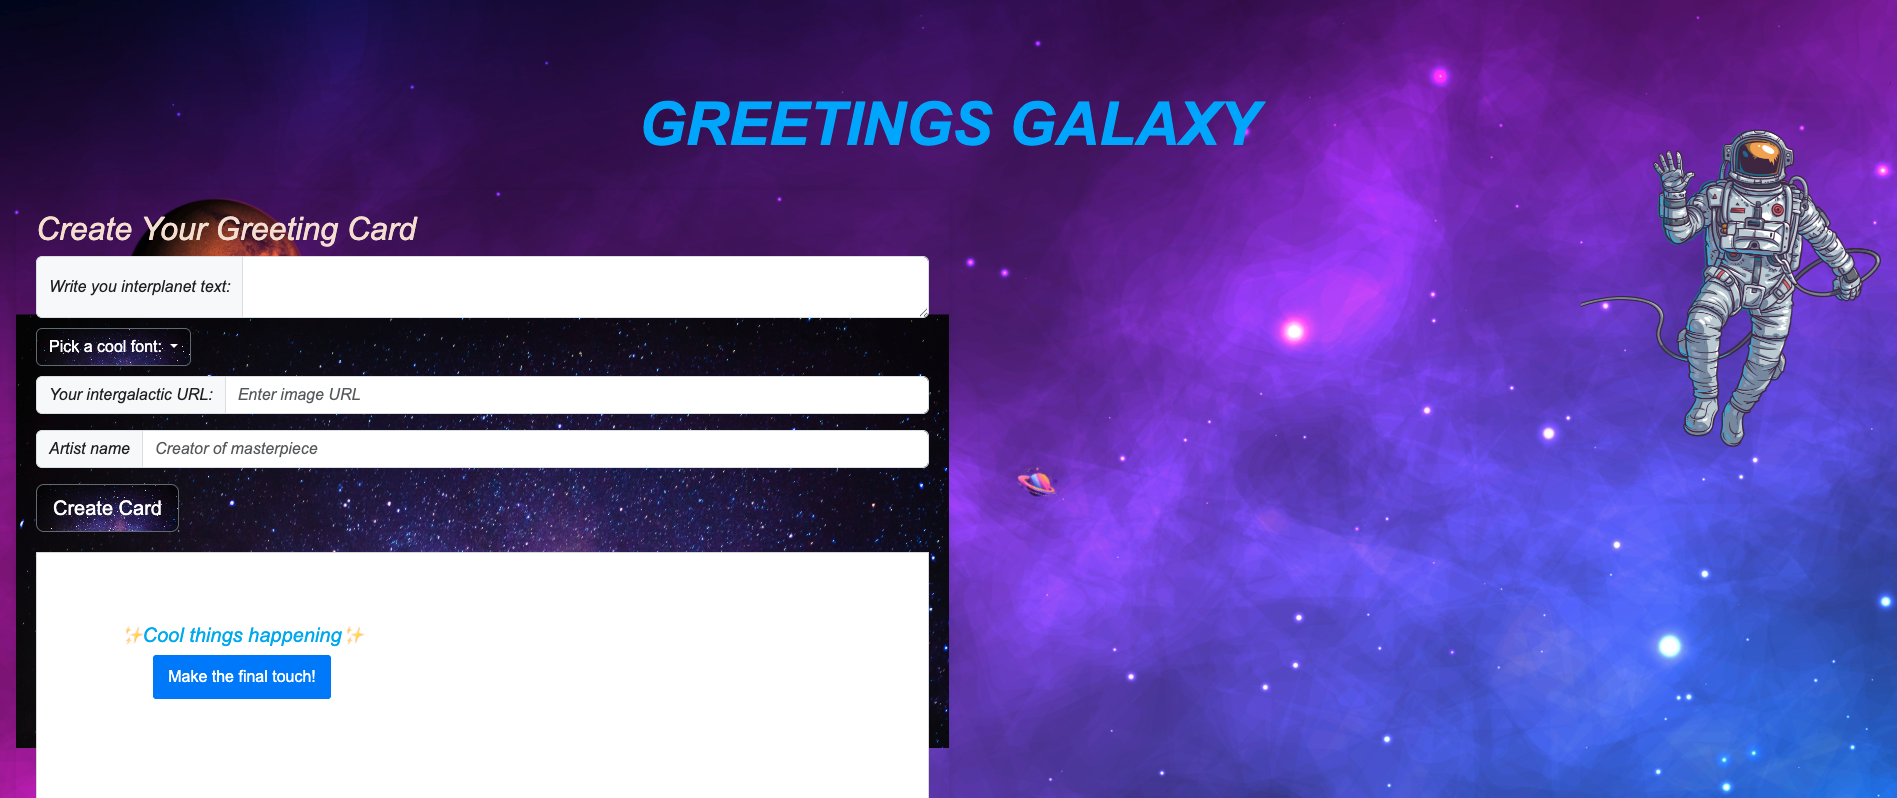 GREETINGS GALAXY
Create Your Greeting Card
Write you interplanet text:
Pick a cool font:
Your intergalactic URL: Enter image URL
Artist name Creator of masterpiece
Create Card
✨Cool things happening✨
Make the final touch!